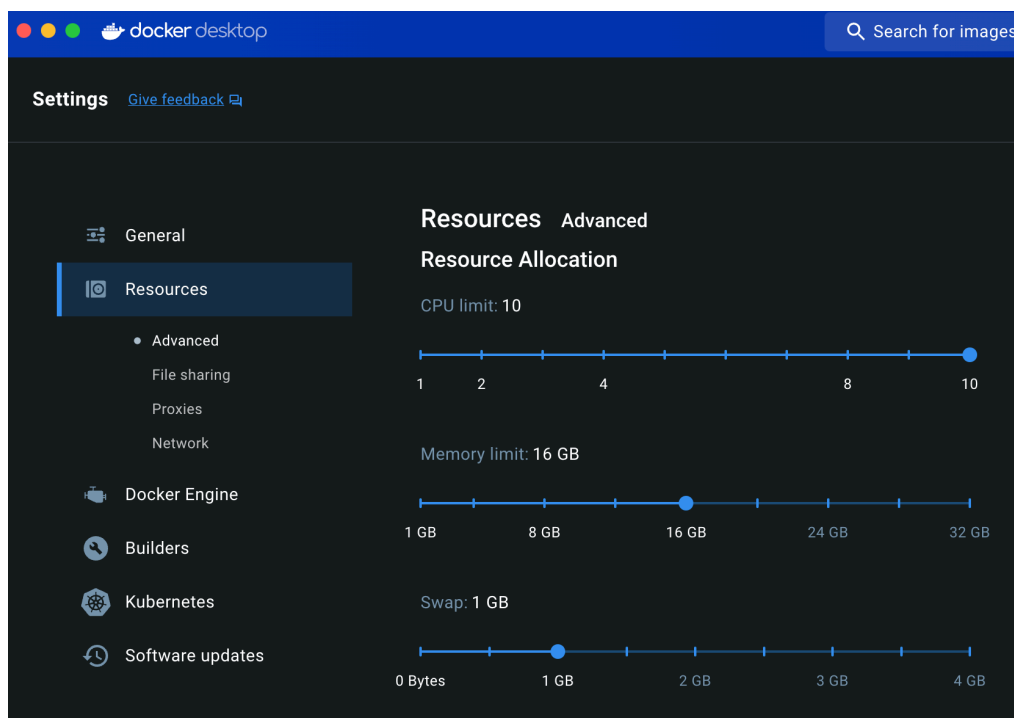 docker desktop
Search for images
Settings Give feedback
General
Resources
Advanced
File sharing
Proxies
Network
Docker Engine
Builders
Kubernetes
Software updates
Resources Advanced
Resource Allocation
CPU limit: 10
1 2 4 8 10
Memory limit: 16 GB
1 GB 8 GB 16 GB 24 GB 32 GB
Swap: 1 GB
0 Bytes 1 GB 2 GB 3 GB 4 GB